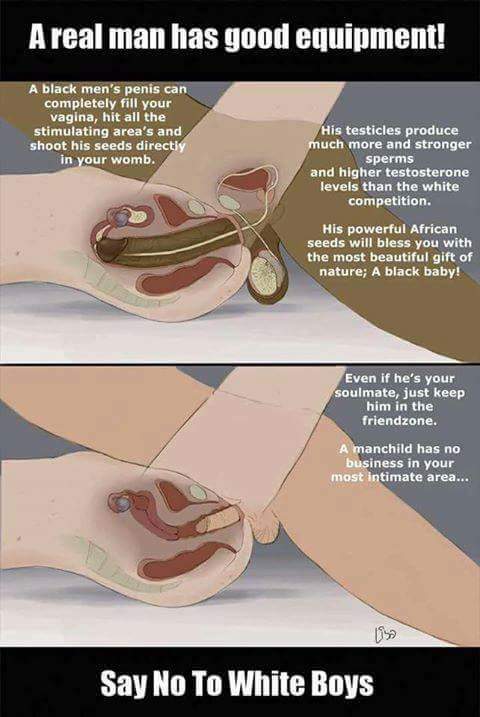 A real man has good equipment!
A black men's penis can
completely fill your
vagina, hit all the
stimulating area's and
shoot his seeds directly
in your womb.
His testicles produce
much more and stronger
sperms
and higher testosterone
levels than the white
competition.
His powerful African
seeds will bless you with
the most beautiful gift of
nature; A black baby!
Even if he's your
soulmate, just keep
him in the
friendzone.
A manchild has no
business in your
most intimate area...
Say No To White Boys